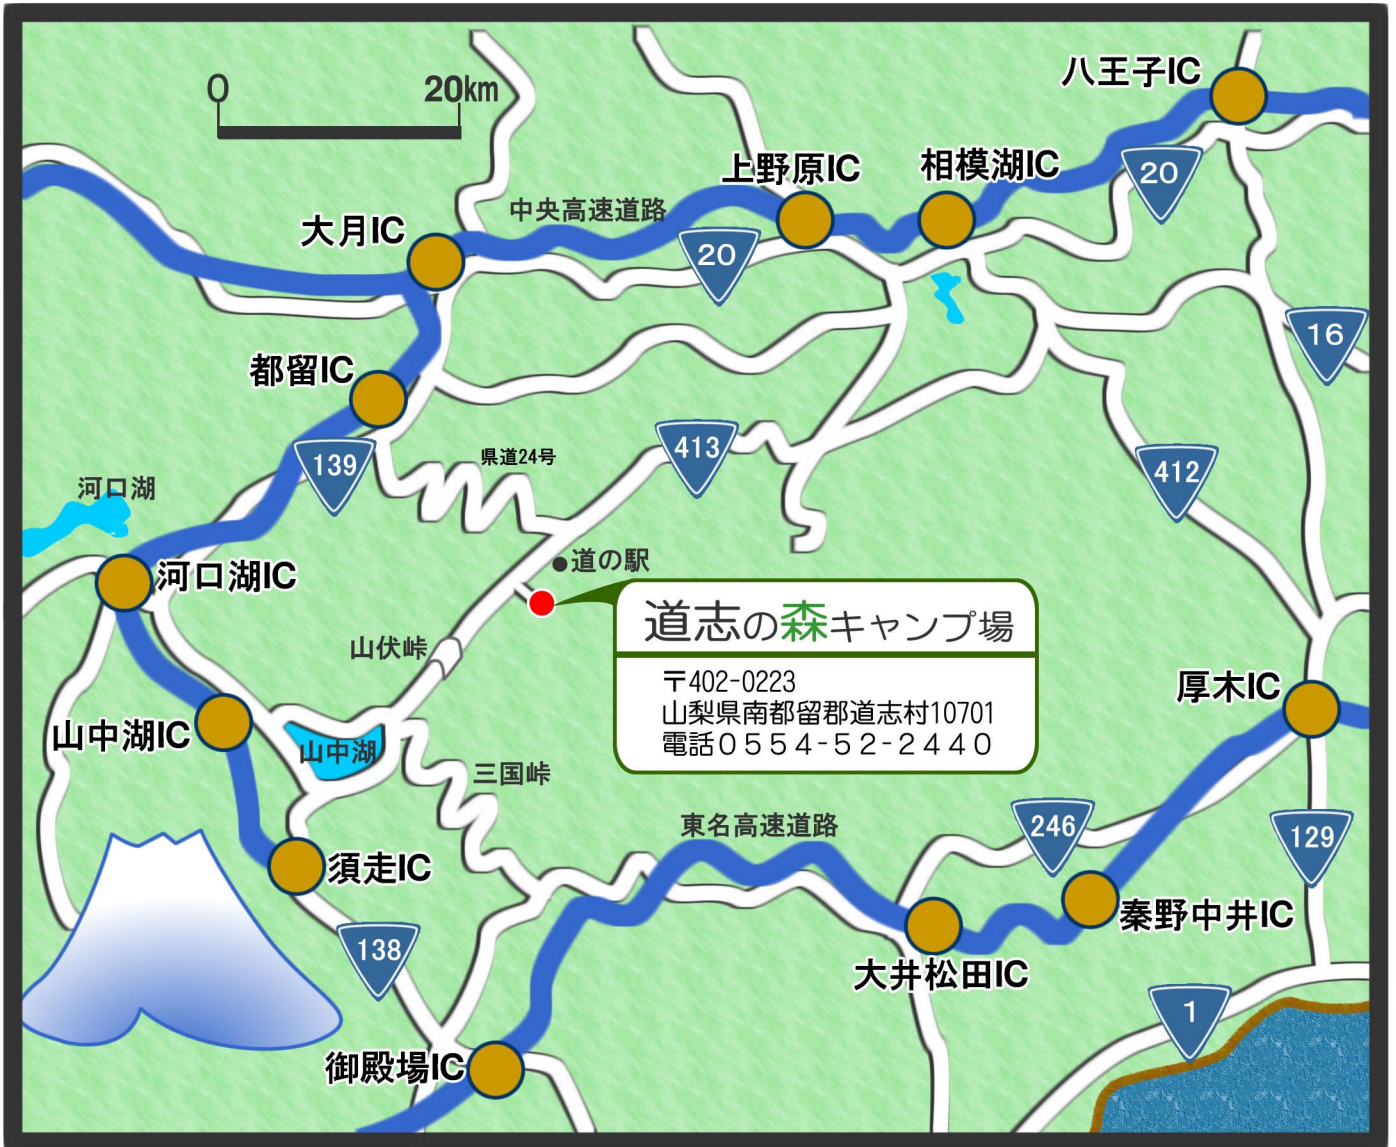 八王子IC
0 20km
上野原IC
相模湖IC
20
中央高速道路
大月IC
20
16
都留IC
413
県道24号
139
412
河口湖
道の駅
河口湖IC
道志の森キャンプ場
山伏峠
〒402-0223
山梨県南都留郡道志村10701
電話0554-52-2440
厚木IC
山中湖IC
山中湖
三国峠
東名高速道路
246
129
須走IC
秦野中井IC
138
大井松田IC
1
御殿場IC